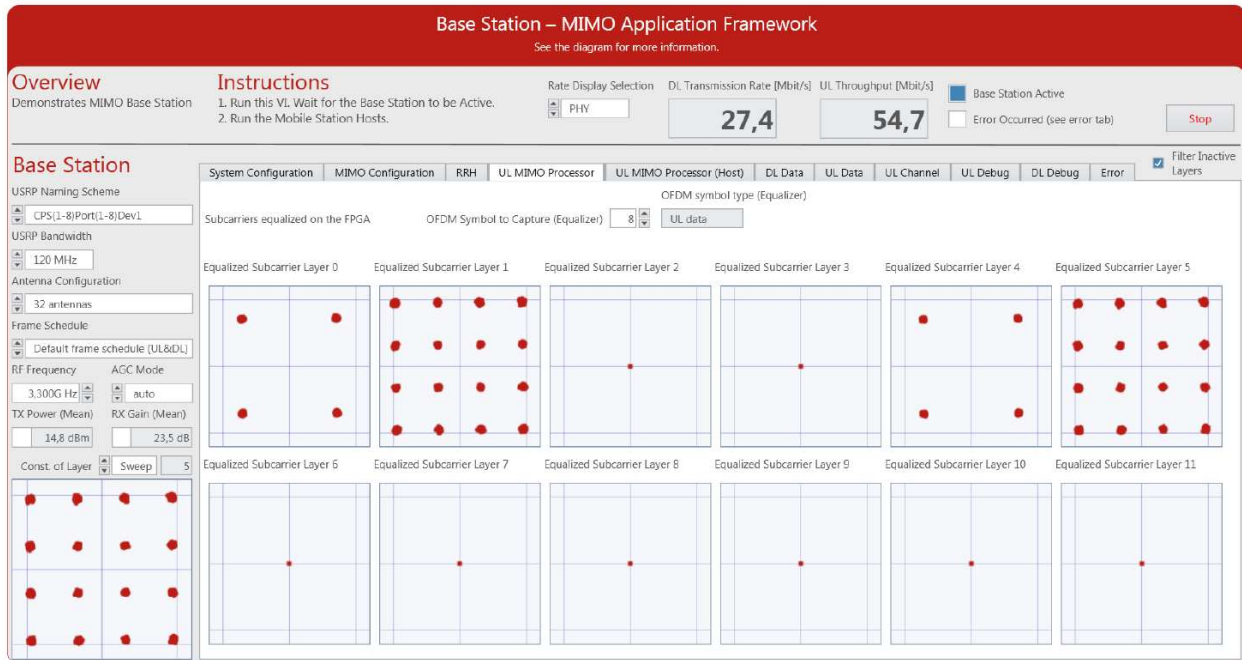 Base Station – MIMO Application Framework
See the diagram for more information.
Overview
Demonstrates MIMO Base Station
Instructions
1. Run this VI. Wait for the Base Station to be Active.
2. Run the Mobile Station Hosts.
Rate Display Selection
PHY
DL Transmission Rate [Mbit/s]
27,4
UL Throughput [Mbit/s]
54,7
Base Station Active
Error Occurred (see error tab)
Stop
Base Station
USRP Naming Scheme
CPS(1-8)Port(1-8)Dev1
USRP Bandwidth
120 MHz
Antenna Configuration
32 antennas
Frame Schedule
Default frame schedule (UL&DL)
RF Frequency
AGC Mode
3,300G Hz
auto
TX Power (Mean)
RX Gain (Mean)
14,8 dBm
23,5 dB
Const. of Layer
Sweep
5
System Configuration
MIMO Configuration
RRH
UL MIMO Processor
UL MIMO Processor (Host)
DL Data
UL Data
UL Channel
UL Debug
DL Debug
Error
Filter Inactive
Layers
Subcarriers equalized on the FPGA
OFDM Symbol to Capture (Equalizer)
8
OFDM symbol type (Equalizer)
UL data
Equalized Subcarrier Layer 0
Equalized Subcarrier Layer 1
Equalized Subcarrier Layer 2
Equalized Subcarrier Layer 3
Equalized Subcarrier Layer 4
Equalized Subcarrier Layer 5
Equalized Subcarrier Layer 6
Equalized Subcarrier Layer 7
Equalized Subcarrier Layer 8
Equalized Subcarrier Layer 9
Equalized Subcarrier Layer 10
Equalized Subcarrier Layer 11